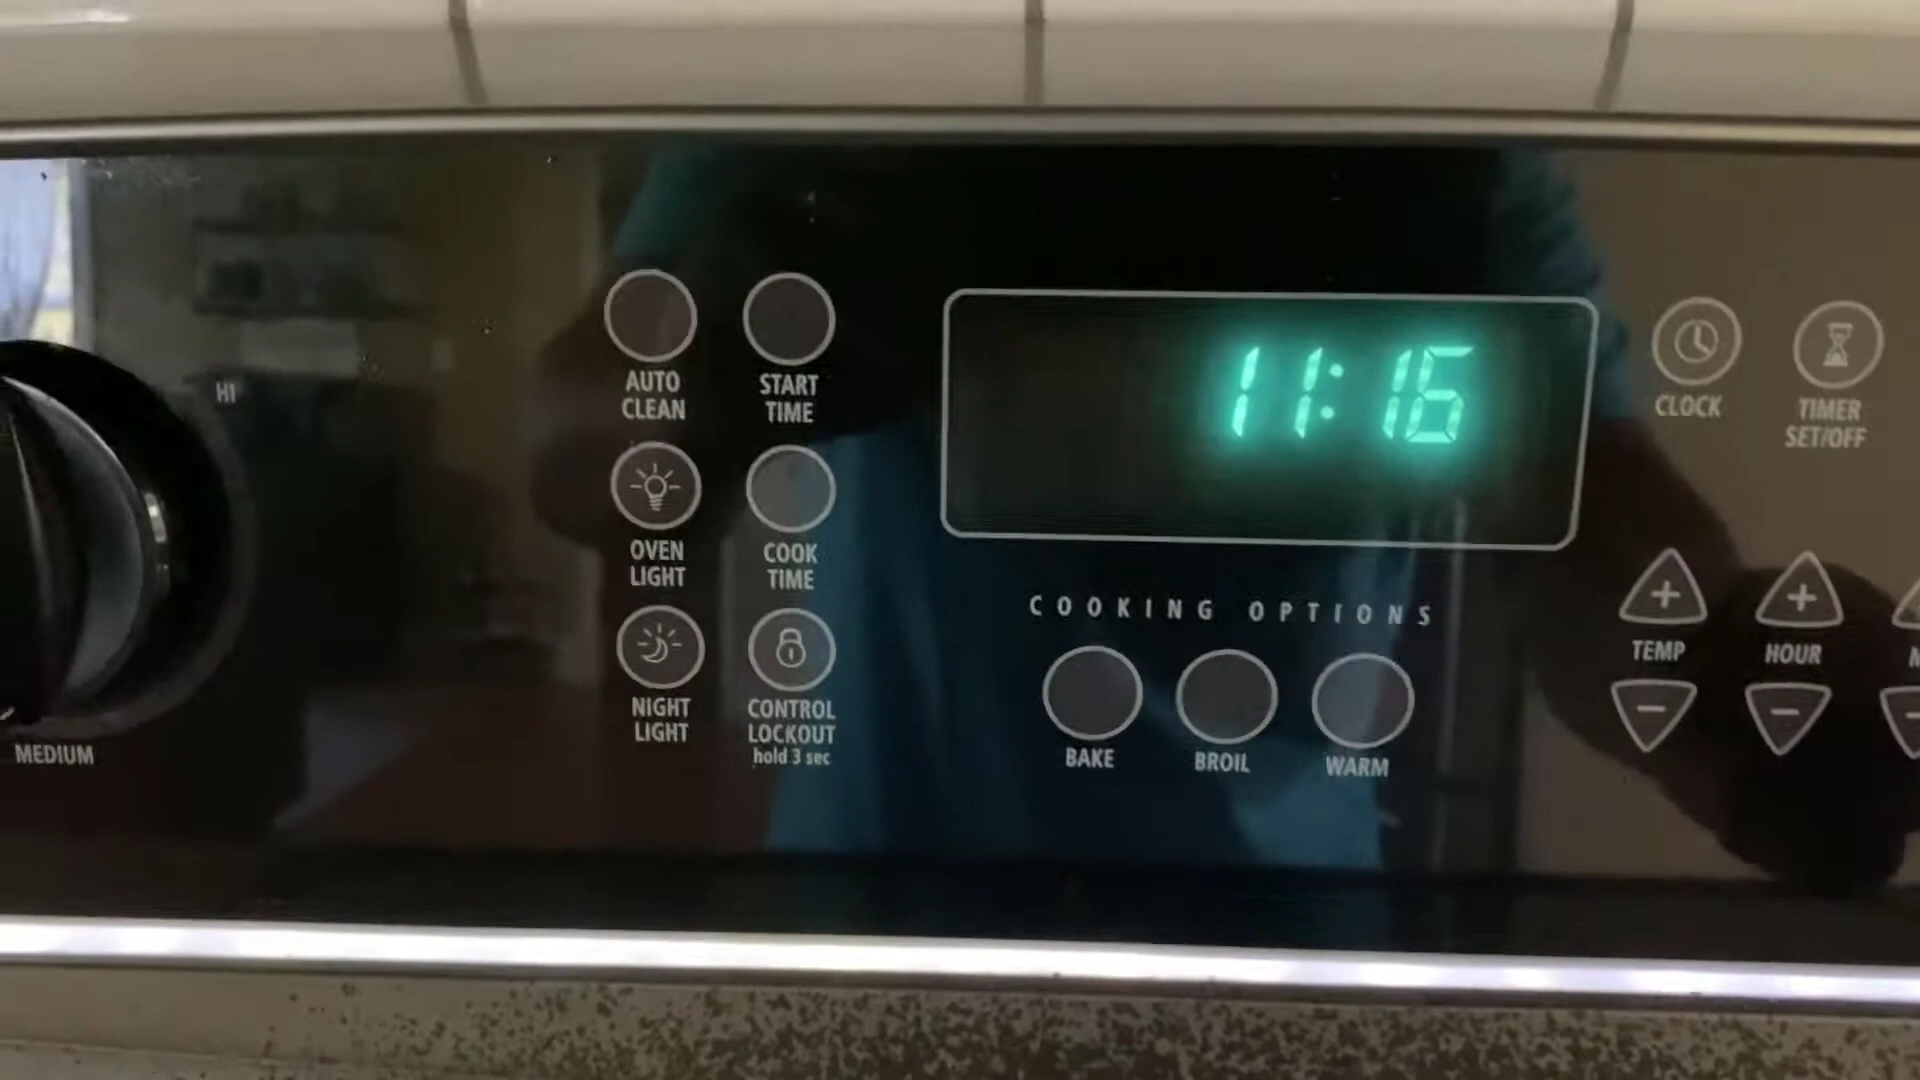 HI
MEDIUM
AUTO
CLEAN
START
TIME
OVEN
LIGHT
COOK
TIME
NIGHT
LIGHT
CONTROL
LOCKOUT
hold 3 sec
11:16
COOKING OPTIONS
BAKE
BROIL
WARM
CLOCK
TIMER
SET/OFF
+
+
TEMP
HOUR
-
-